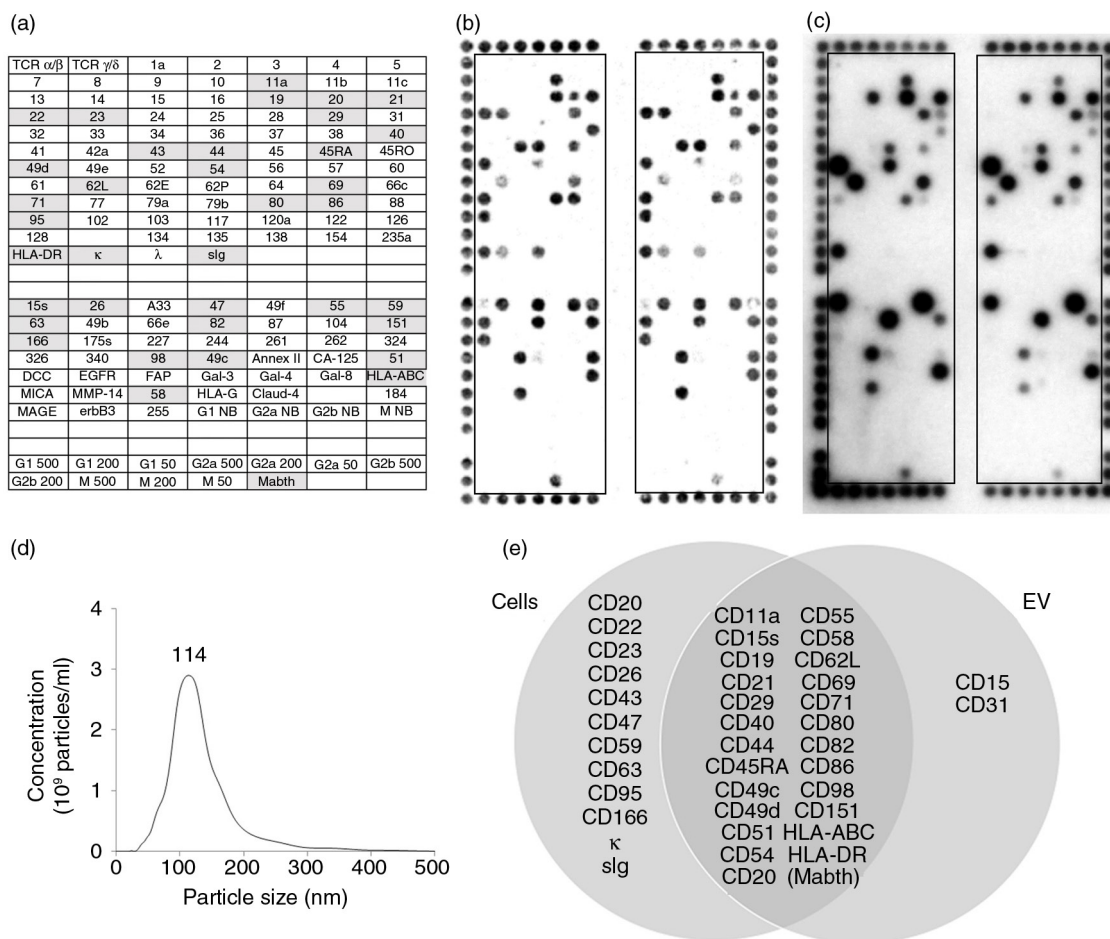 (a)
TCR α/β TCR γ/δ 1a 2 3 4 5
7 8 9 10 11a 11b 11c
13 14 15 16 19 20 21
22 23 24 25 28 29 31
32 33 34 36 37 38 40
41 42a 43 44 45 45RA 45RO
49d 49e 52 54 56 57 60
61 62L 62E 62P 64 69 66c
71 77 79a 79b 80 86 88
95 102 103 117 120a 122 126
128 134 135 138 154 235a
HLA-DR κ λ slg
15s 26 A33 47 49f 55 59
63 49b 66e 82 87 104 151
166 175s 227 244 261 262 324
326 340 98 49c Annex II CA-125 51
DCC EGFR FAP Gal-3 Gal-4 Gal-8 HLA-ABC
MICA MMP-14 58 HLA-G Claud-4 184
MAGE erbB3 255 G1 NB G2a NB G2b NB M NB
G1 500 G1 200 G1 50 G2a 500 G2a 200 G2a 50 G2b 500
G2b 200 M 500 M 200 M 50 Mabth
(b)
(c)
(d)
Concentration
(10⁹ particles/ml)
4
3
2
1
0
114
0 100 200 300 400 500
Particle size (nm)
(e)
Cells
EV
CD20
CD22
CD23
CD26
CD43
CD47
CD59
CD63
CD95
CD166
κ
slg
CD11a CD55
CD15s CD58
CD19 CD62L
CD21 CD69
CD29 CD71
CD40 CD80
CD44 CD82
CD45RA CD86
CD49c CD98
CD49d CD151
CD51 HLA-ABC
CD54 HLA-DR
CD20 (Mabth)
CD15
CD31